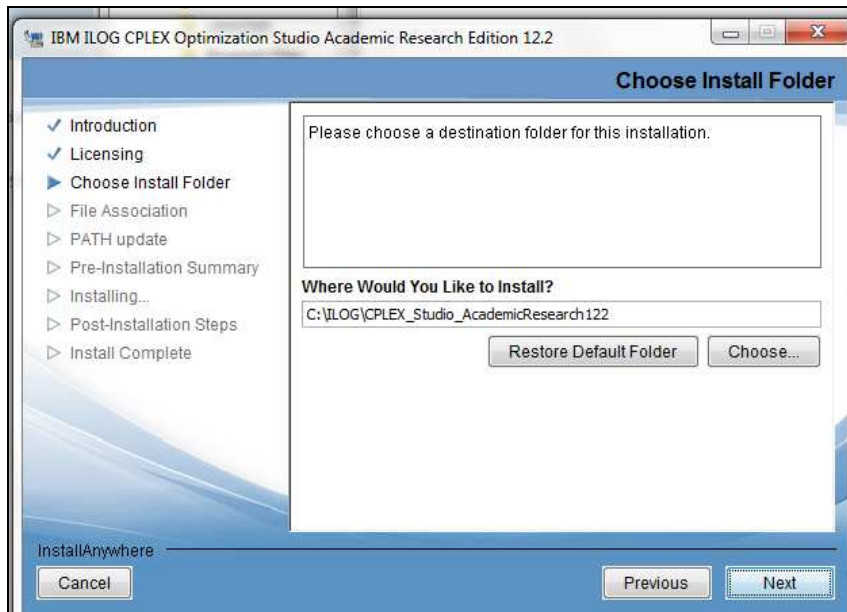 IBM ILOG CPLEX Optimization Studio Academic Research Edition 12.2
Choose Install Folder
Introduction
Licensing
Choose Install Folder
File Association
PATH update
Pre-Installation Summary
Installing...
Post-Installation Steps
Install Complete
Please choose a destination folder for this installation.
Where Would You Like to Install?
C:\ILOG\CPLEX_Studio_AcademicResearch122
Restore Default Folder
Choose...
InstallAnywhere
Cancel
Previous
Next